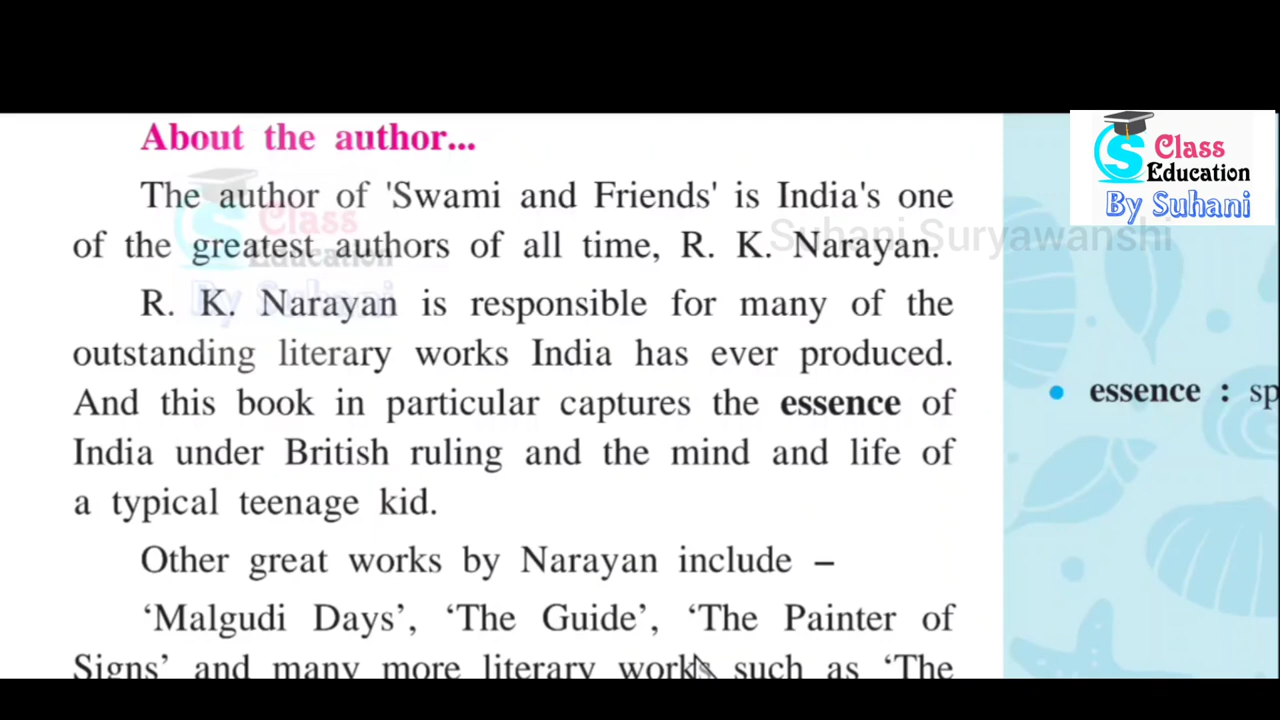 About the author...
The author of 'Swami and Friends' is India's one
of the greatest authors of all time, R. K. Narayan.
R. K. Narayan is responsible for many of the
outstanding literary works India has ever produced.
And this book in particular captures the essence of
India under British ruling and the mind and life of
a typical teenage kid.
Other great works by Narayan include –
‘Malgudi Days’, ‘The Guide’, ‘The Painter of
Signs’ and many more literary works such as ‘The
• essence : sp
S Class
Education
By Suhani
Suhani Suryawanshi
Class
Education
By Suhani